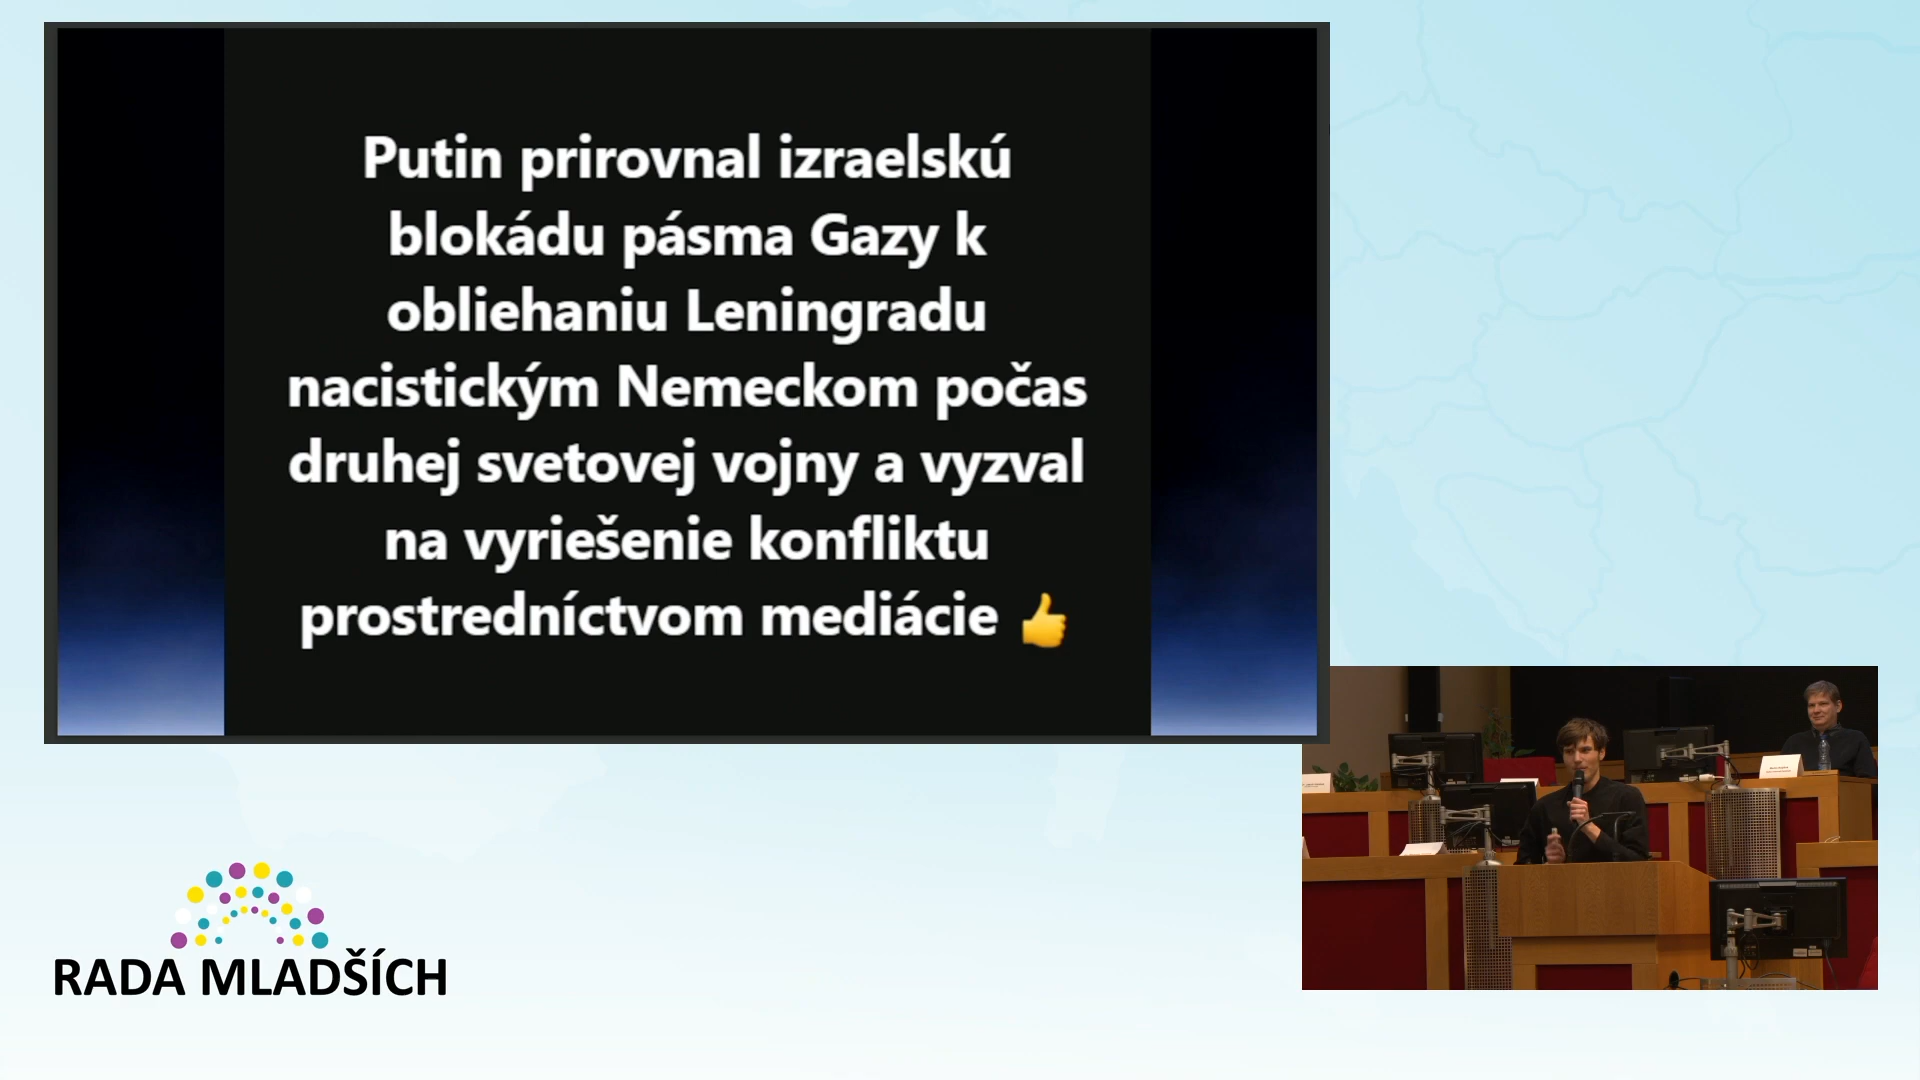 Putin prirovnal izraelskú
blokádu pásma Gazy k
obliehaniu Leningradu
nacistickým Nemeckom počas
druhej svetovej vojny a vyzval
na vyriešenie konfliktu
prostredníctvom mediácie 👍
RADA MLADŠÍCH